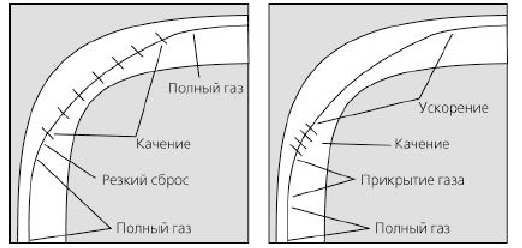 Полный газ
Качение
Резкий сброс
Полный газ
Ускорение
Качение
Прикрытие газа
Полный газ